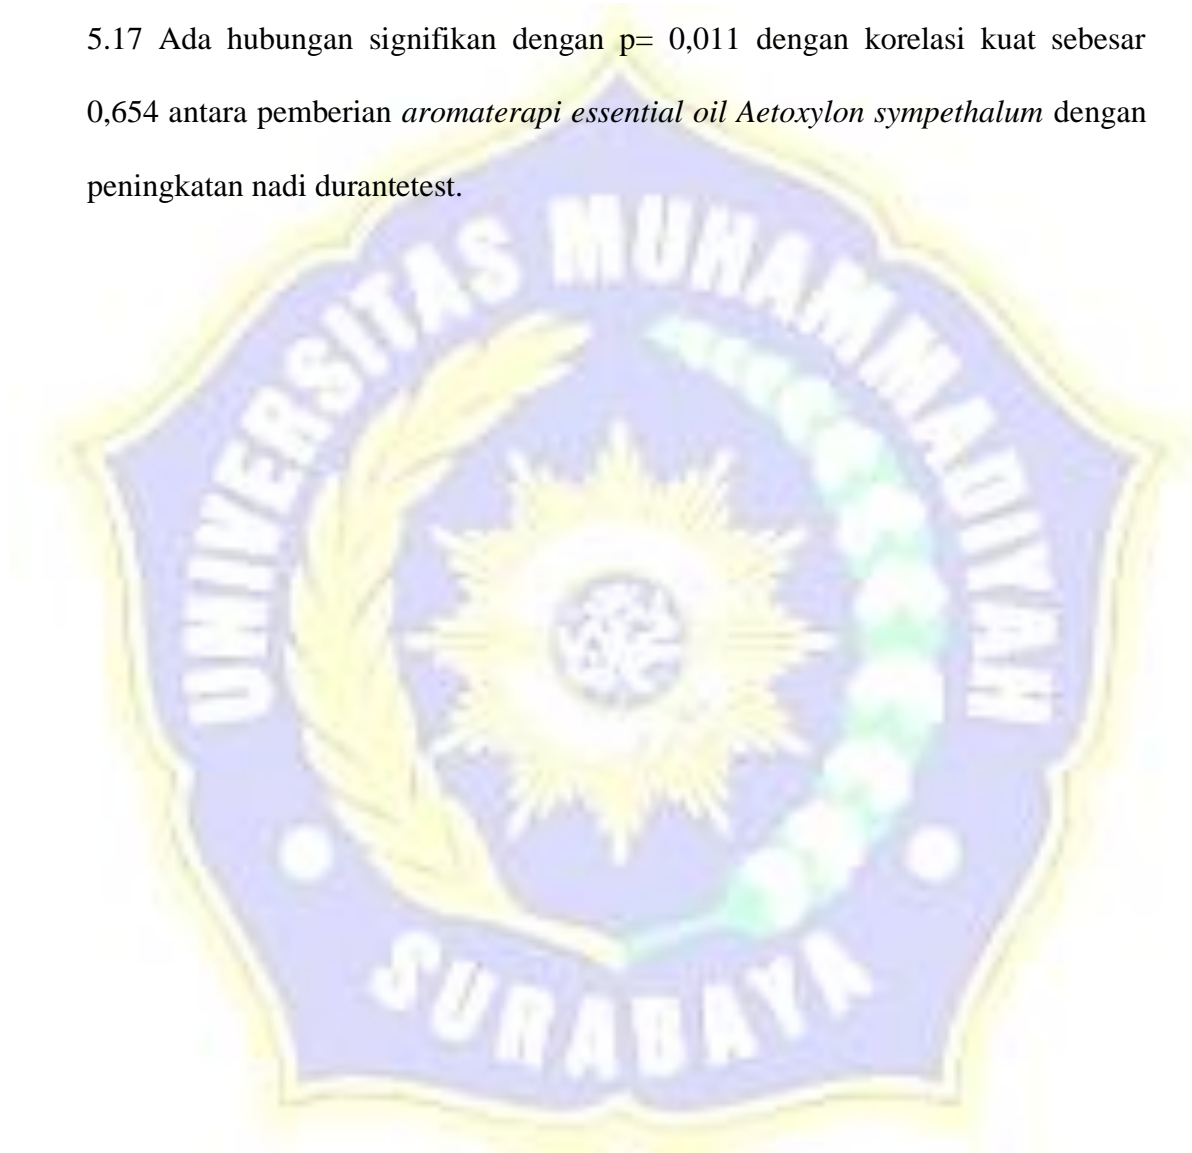 5.17 Ada hubungan signifikan dengan p= 0,011 dengan korelasi kuat sebesar
0,654 antara pemberian aromaterapi essential oil Aetoxylon sympethalum dengan
peningkatan nadi durantetest.
UNIVERSITAS MUHAMMADIYAH
SURABAYA